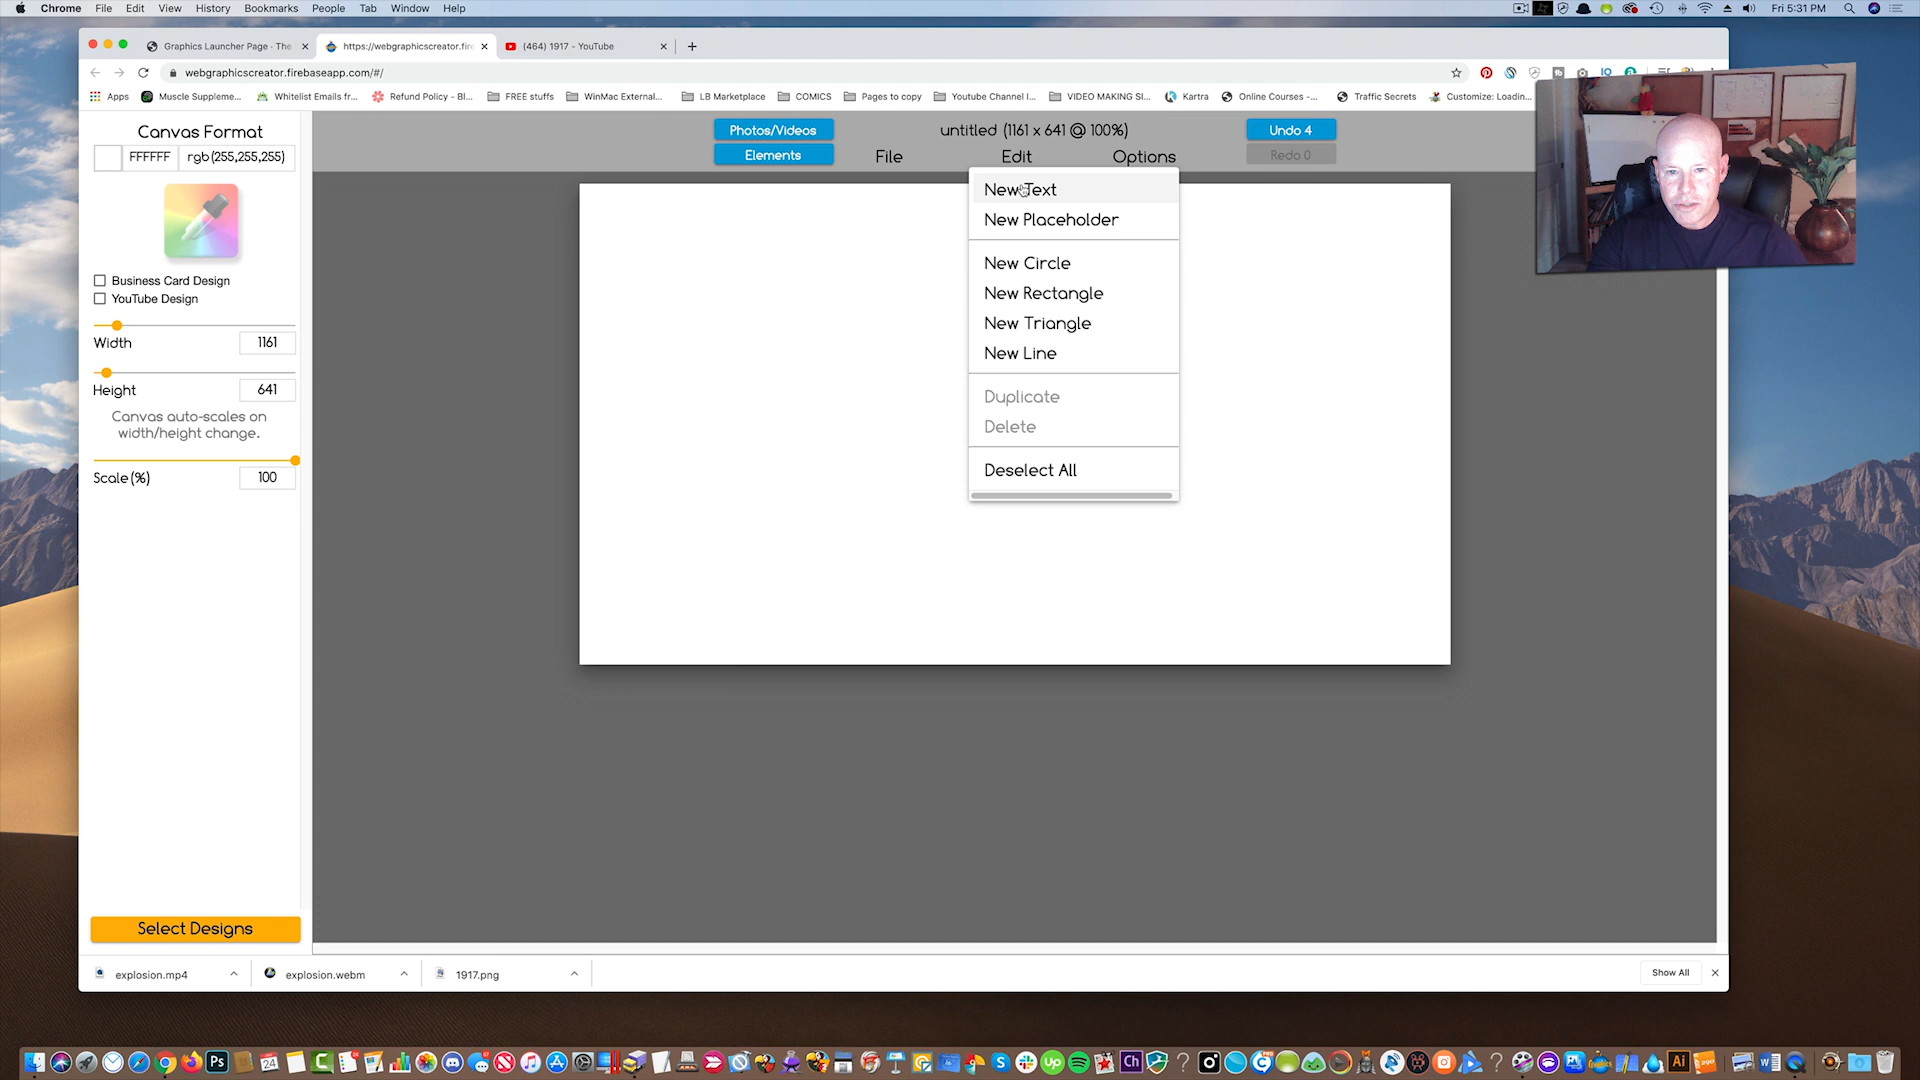 Chrome File Edit View History Bookmarks People Tab Window Help Fri 5:31 PM
Graphics Launcher Page - The https://webgraphicscreator.fire (464) 1917 - YouTube
webgraphicscreator.firebaseapp.com/#/
Apps Muscle Suppleme... Whitelist Emails fr... Refund Policy - Bl... FREE stuffs WinMac External... LB Marketplace COMICS Pages to copy Youtube Channel I... VIDEO MAKING SI... Kartra Online Courses -... Traffic Secrets Customize: Loadin...
Canvas Format
FFFFFF rgb(255,255,255)
Business Card Design
YouTube Design
Width 1161
Height 641
Canvas auto-scales on
width/height change.
Scale(%) 100
Select Designs
Photos/Videos
Elements
untitled (1161 x 641 @ 100%)
File Edit Options
Undo 4
Redo 0
New Text
New Placeholder
New Circle
New Rectangle
New Triangle
New Line
Duplicate
Delete
Deselect All
explosion.mp4 explosion.webm 1917.png Show All